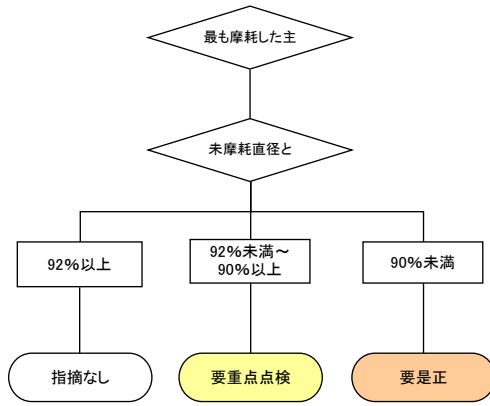 最も摩耗した主
未摩耗直径と
92%以上
92%未満～
90%以上
90%未満
指摘なし
要重点点検
要是正